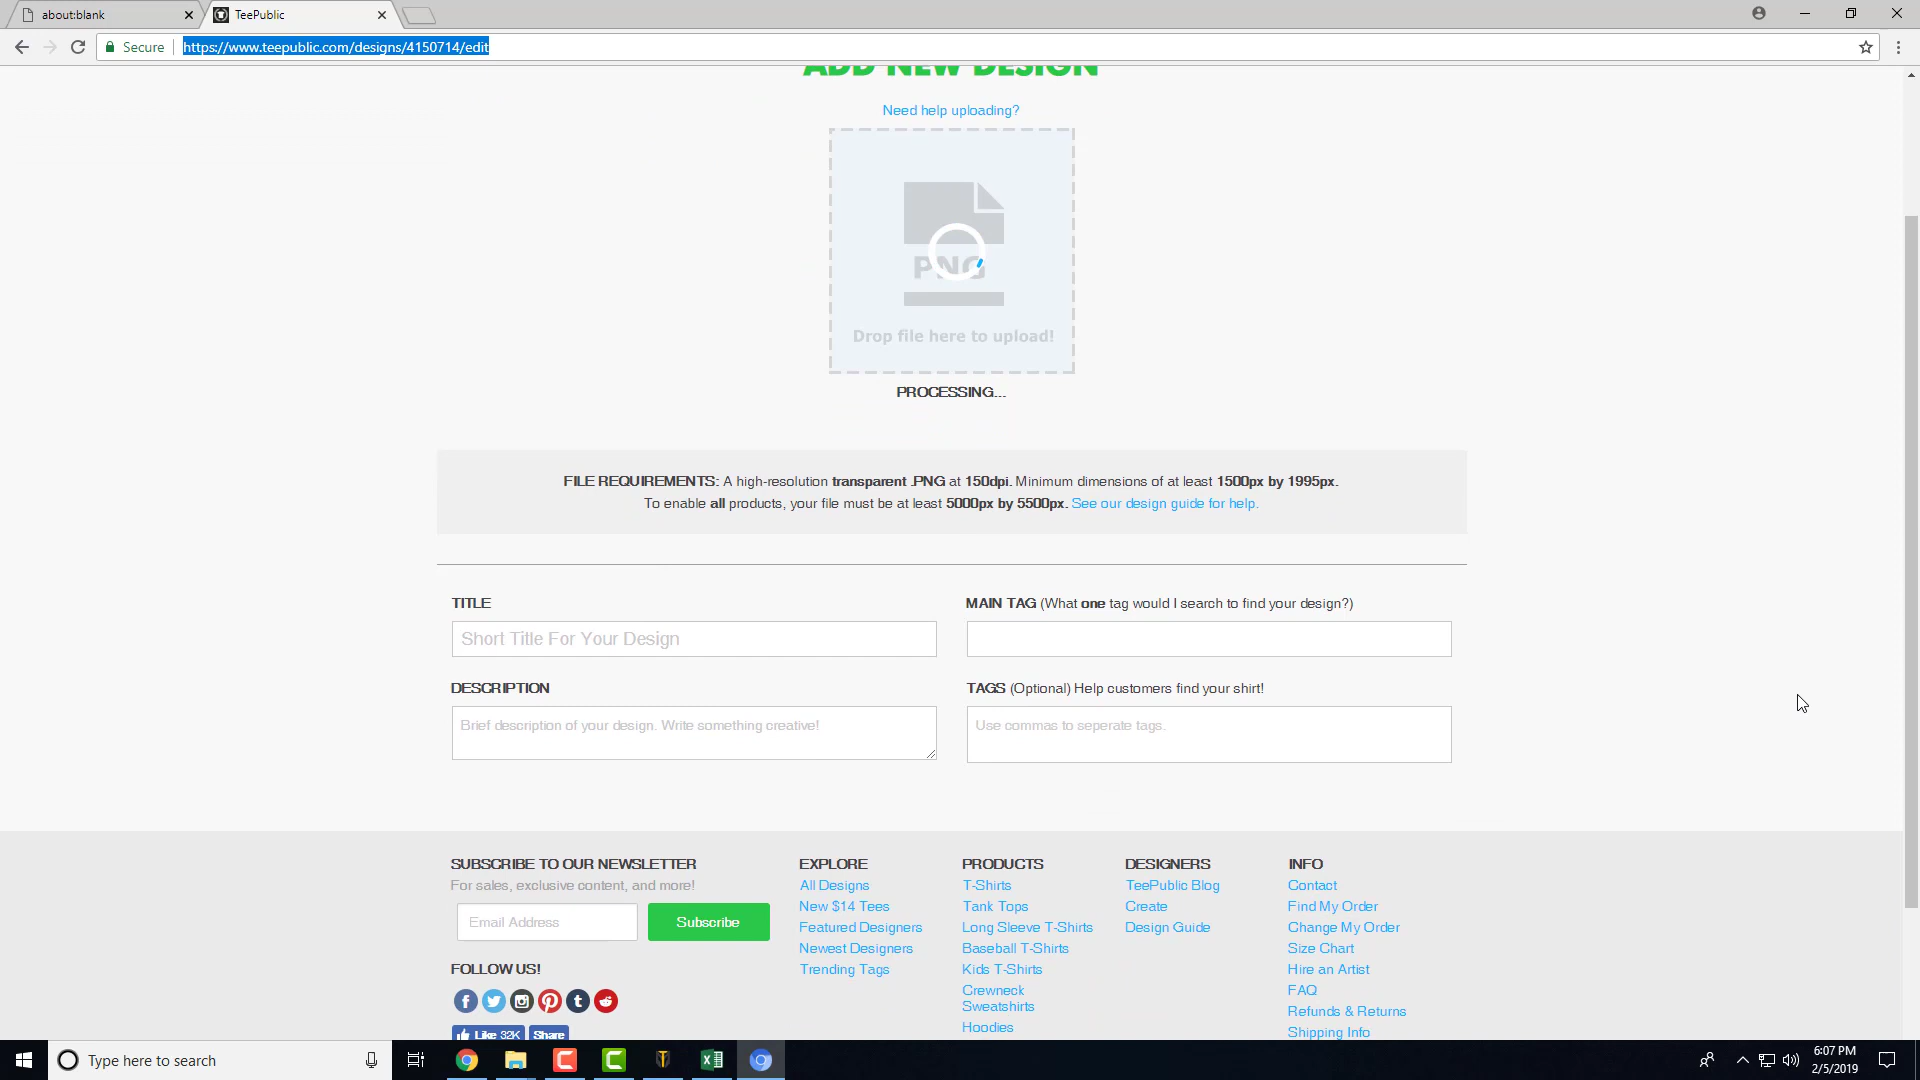 about:blank
TeePublic
Secure
https://www.teepublic.com/designs/4150714/edit
ADD NEW DESIGN
Need help uploading?
PNG
Drop file here to upload!
PROCESSING...
FILE REQUIREMENTS: A high-resolution transparent .PNG at 150dpi. Minimum dimensions of at least 1500px by 1995px.
To enable all products, your file must be at least 5000px by 5500px. See our design guide for help.
TITLE
Short Title For Your Design
MAIN TAG (What one tag would I search to find your design?)
DESCRIPTION
Brief description of your design. Write something creative!
TAGS (Optional) Help customers find your shirt!
Use commas to seperate tags.
SUBSCRIBE TO OUR NEWSLETTER
For sales, exclusive content, and more!
Email Address
Subscribe
FOLLOW US!
Like 32K
Share
EXPLORE
All Designs
New $14 Tees
Featured Designers
Newest Designers
Trending Tags
PRODUCTS
T-Shirts
Tank Tops
Long Sleeve T-Shirts
Baseball T-Shirts
Kids T-Shirts
Crewneck
Sweatshirts
Hoodies
DESIGNERS
TeePublic Blog
Create
Design Guide
INFO
Contact
Find My Order
Change My Order
Size Chart
Hire an Artist
FAQ
Refunds & Returns
Shipping Info
Type here to search
6:07 PM
2/5/2019